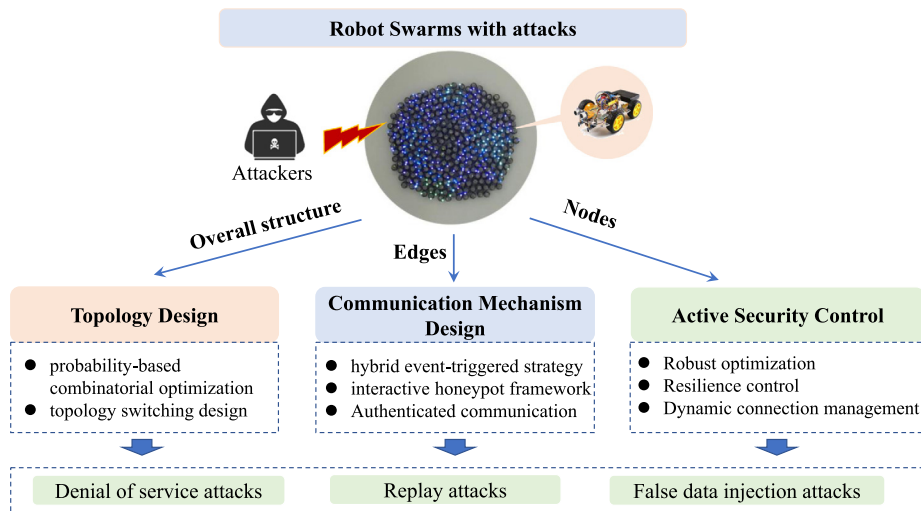 Robot Swarms with attacks
Attackers
Overall structure
Edges
Nodes
Topology Design
probability-based
combinatorial optimization
topology switching design
Communication Mechanism
Design
hybrid event-triggered strategy
interactive honeypot framework
Authenticated communication
Active Security Control
Robust optimization
Resilience control
Dynamic connection management
Denial of service attacks
Replay attacks
False data injection attacks